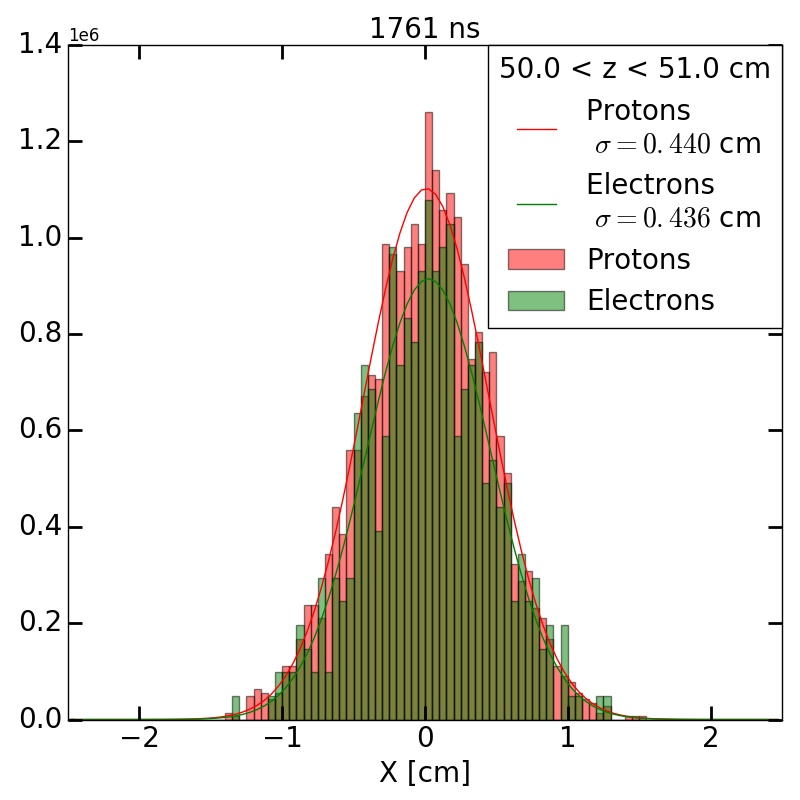 1761 ns
1e6
50.0 < z < 51.0 cm
Protons
σ = 0.440 cm
Electrons
σ = 0.436 cm
Protons
Electrons
1.4
1.2
1.0
0.8
0.6
0.4
0.2
0.0
−2 −1 0 1 2
X [cm]